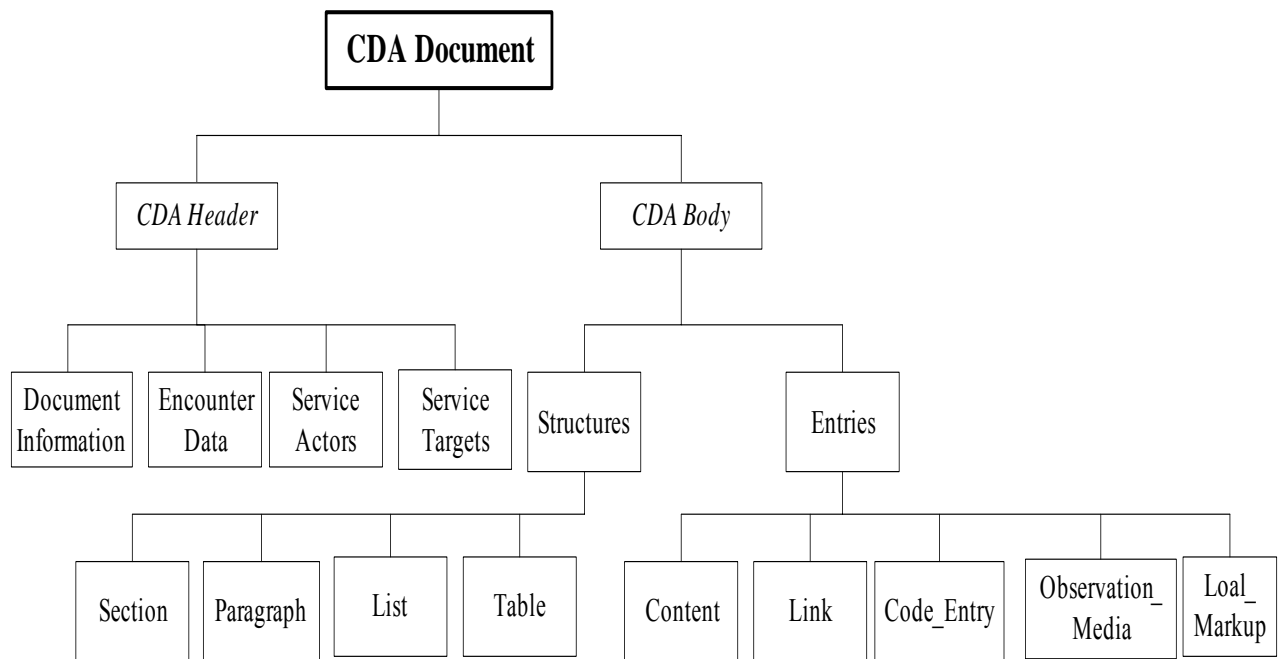 CDA Document
CDA Header
CDA Body
Document
Information
Encounter
Data
Service
Actors
Service
Targets
Structures
Entries
Section
Paragraph
List
Table
Content
Link
Code_Entry
Observation_
Media
Loal_
Markup